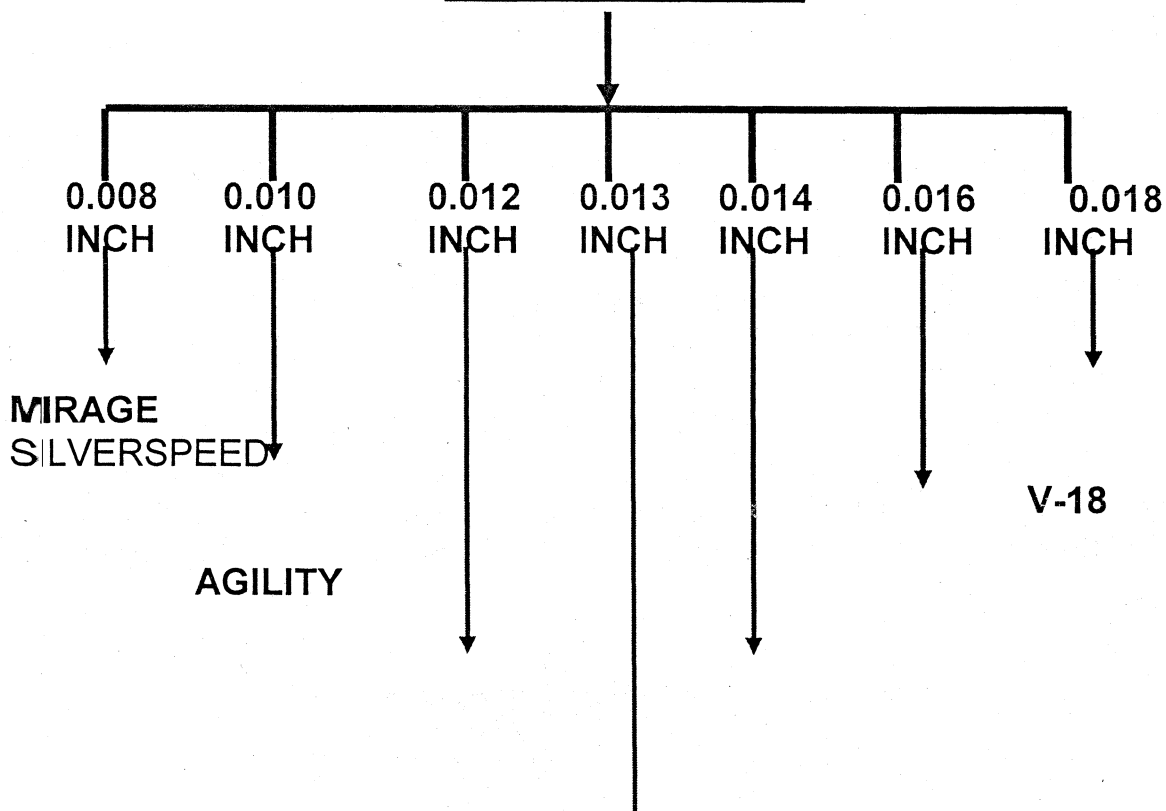 0.008 0.010 0.012 0.013 0.014 0.016 0.018
INCH INCH INCH INCH INCH INCH INCH
MIRAGE
SILVERSPEED
V-18
AGILITY